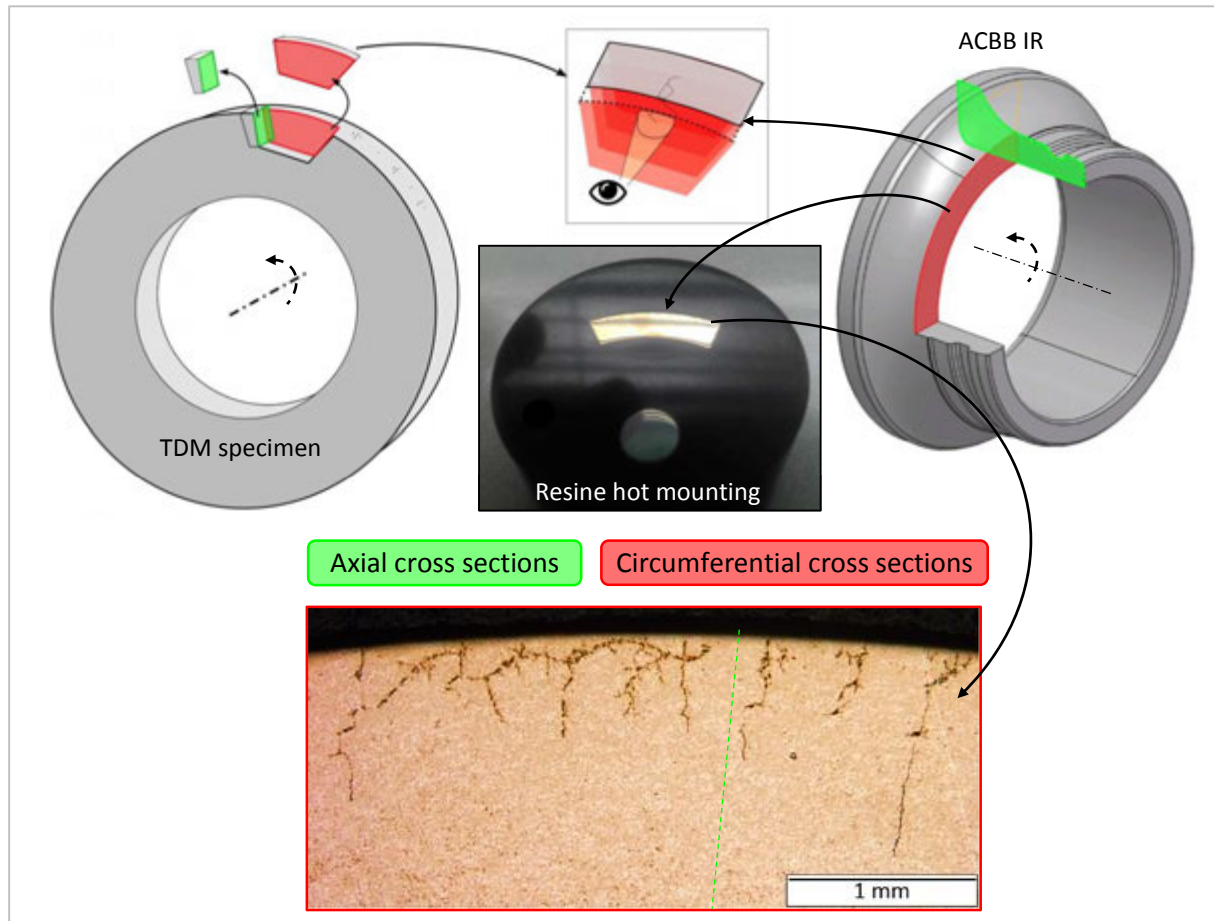 ACBB IR
TDM specimen
Resine hot mounting
Axial cross sections
Circumferential cross sections
1 mm